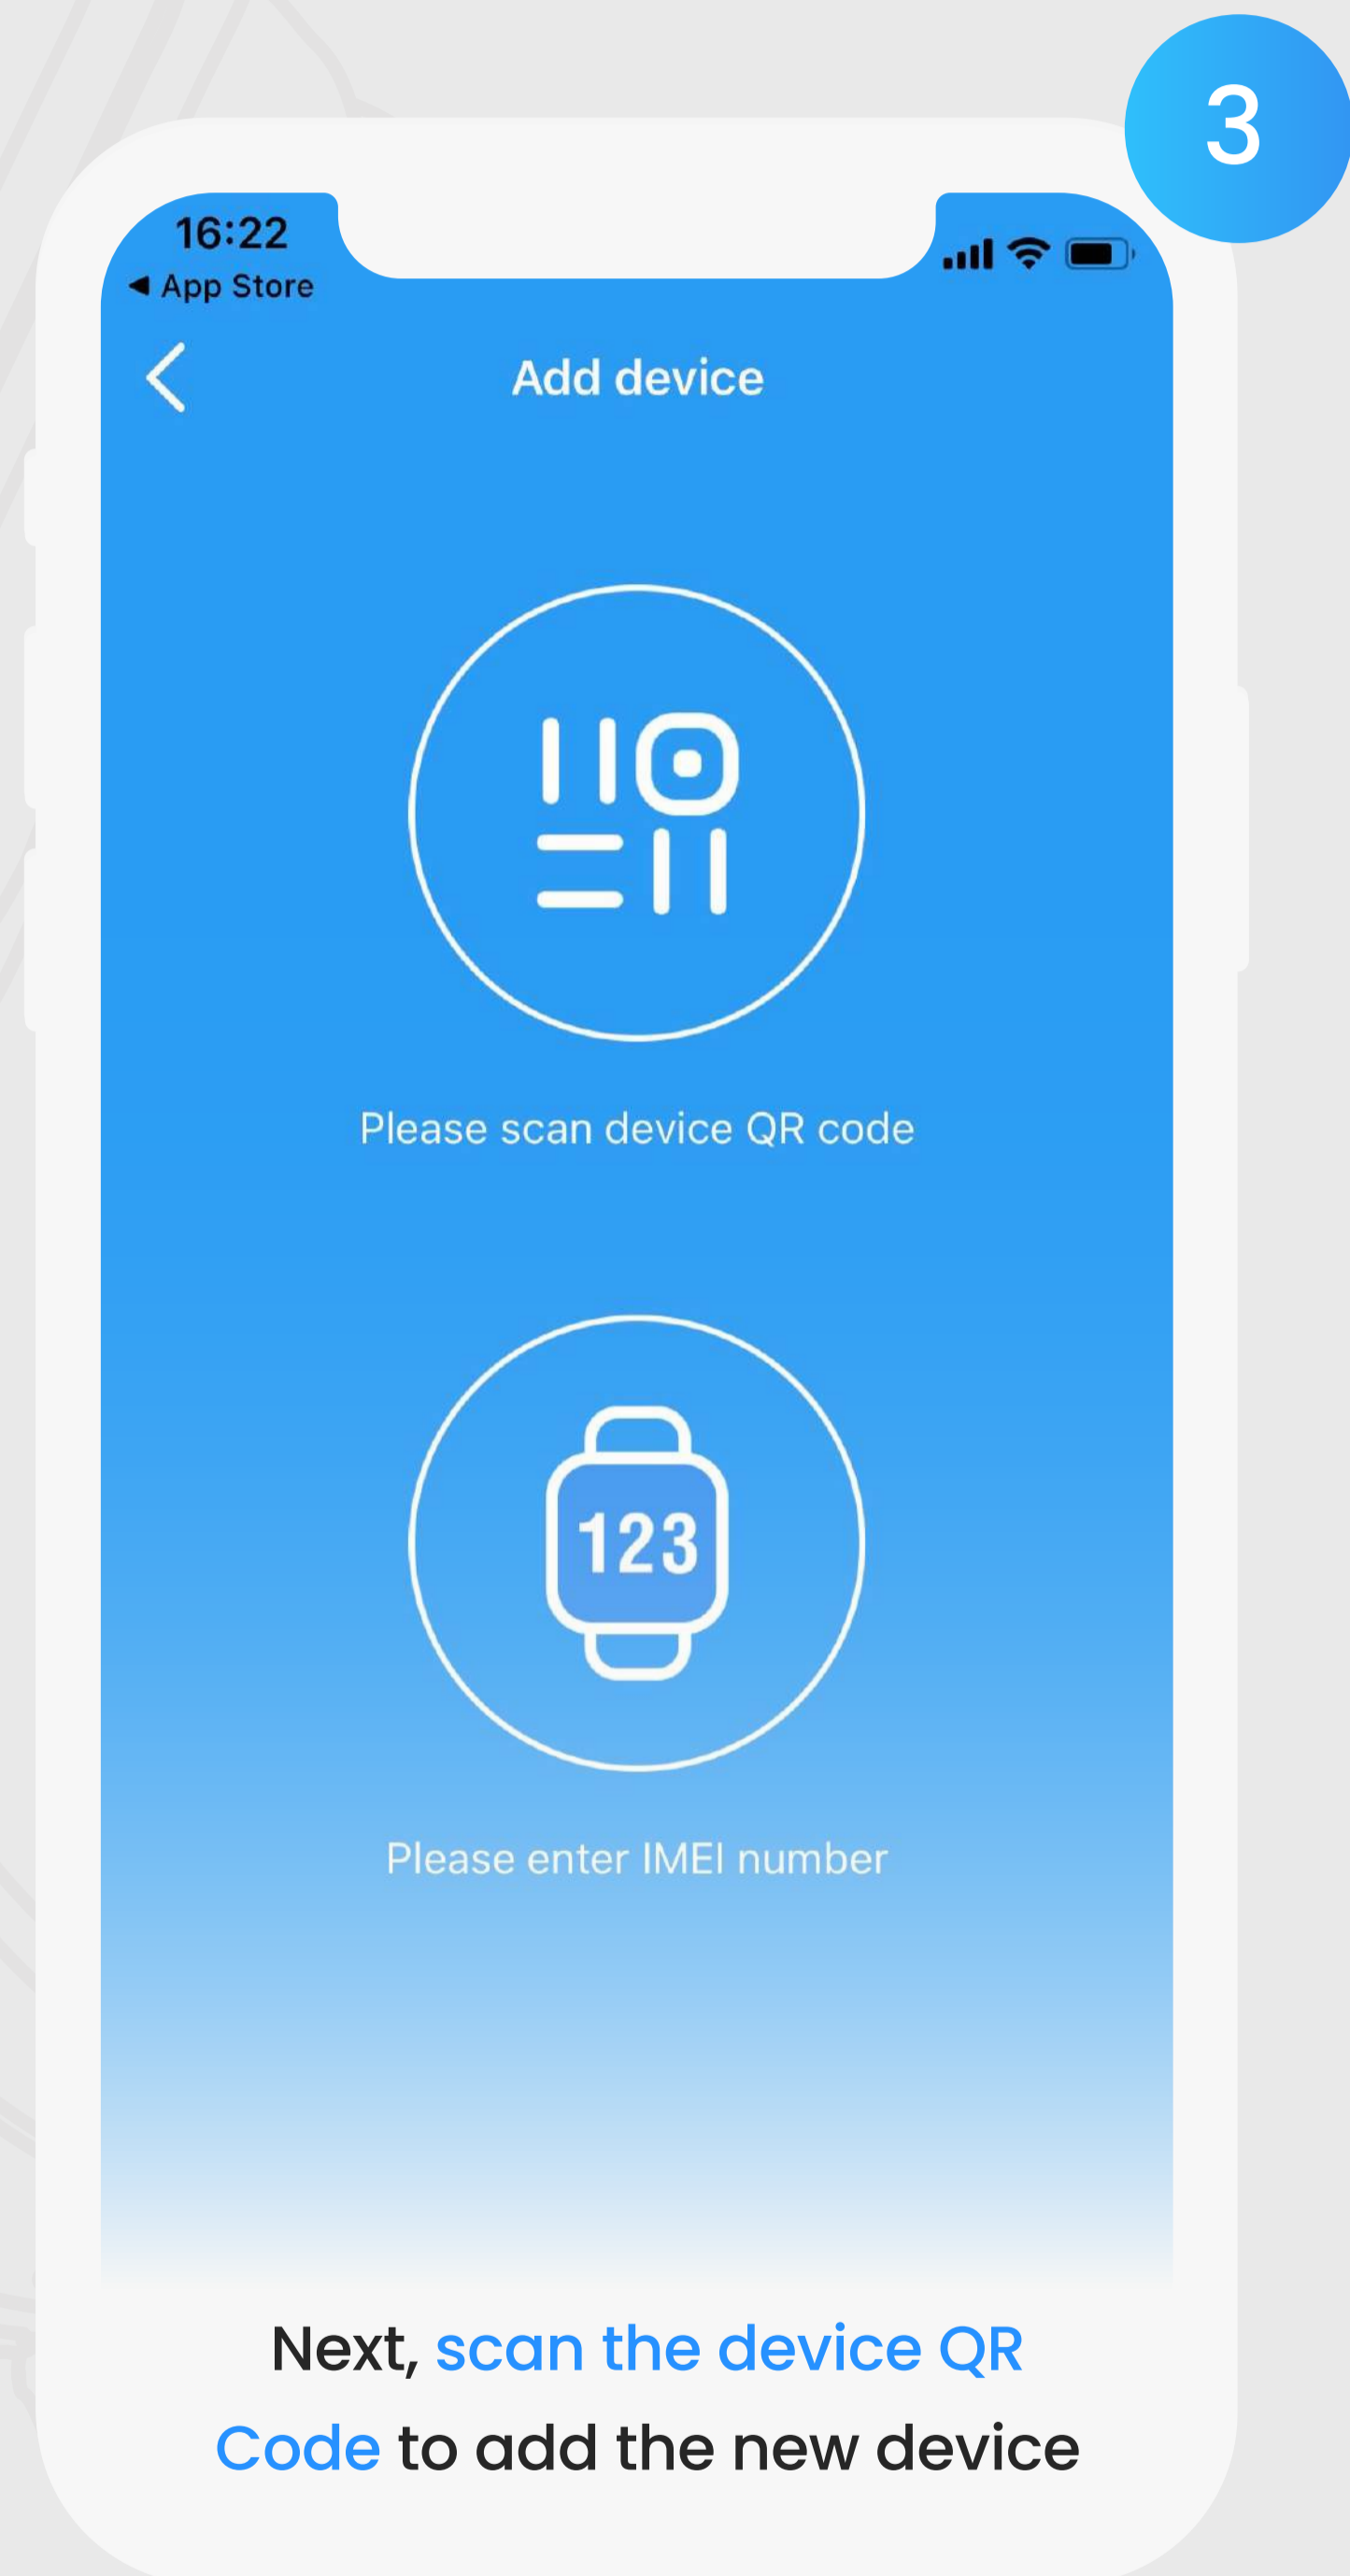 3
16:22
◀ App Store
Add device
Please scan device QR code
123
Please enter IMEI number
Next, scan the device QR
Code to add the new device